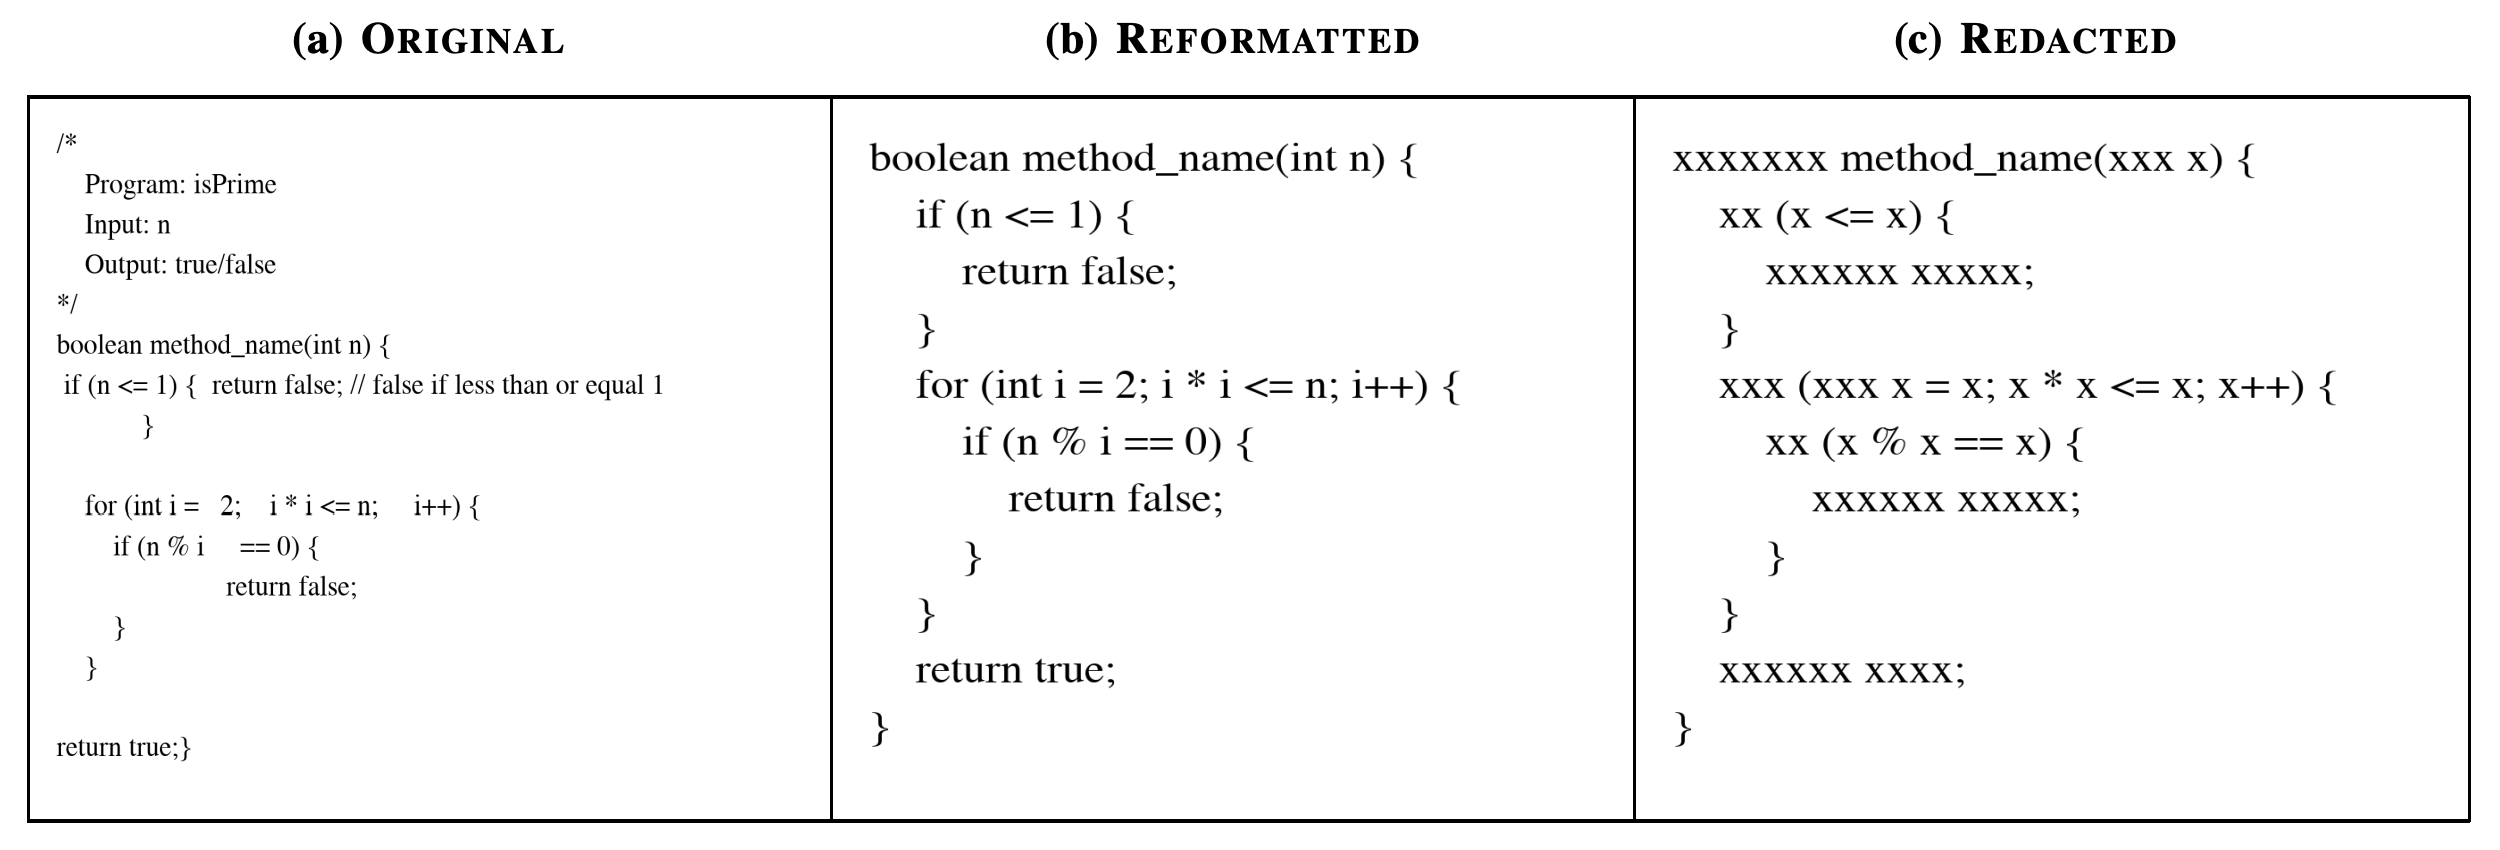 (a) ORIGINAL
/*
    Program: isPrime
    Input: n
    Output: true/false
*/
boolean method_name(int n) {
 if (n <= 1) {  return false; // false if less than or equal 1
            }

    for (int i =   2;    i * i <= n;     i++) {
        if (n % i     == 0) {
                        return false;
        }
    }

return true;}
(b) REFORMATTED
boolean method_name(int n) {
    if (n <= 1) {
        return false;
    }
    for (int i = 2; i * i <= n; i++) {
        if (n % i == 0) {
            return false;
        }
    }
    return true;
}
(c) REDACTED
xxxxxxx method_name(xxx x) {
    xx (x <= x) {
        xxxxxx xxxxx;
    }
    xxx (xxx x = x; x * x <= x; x++) {
        xx (x % x == x) {
            xxxxxx xxxxx;
        }
    }
    xxxxxx xxxx;
}